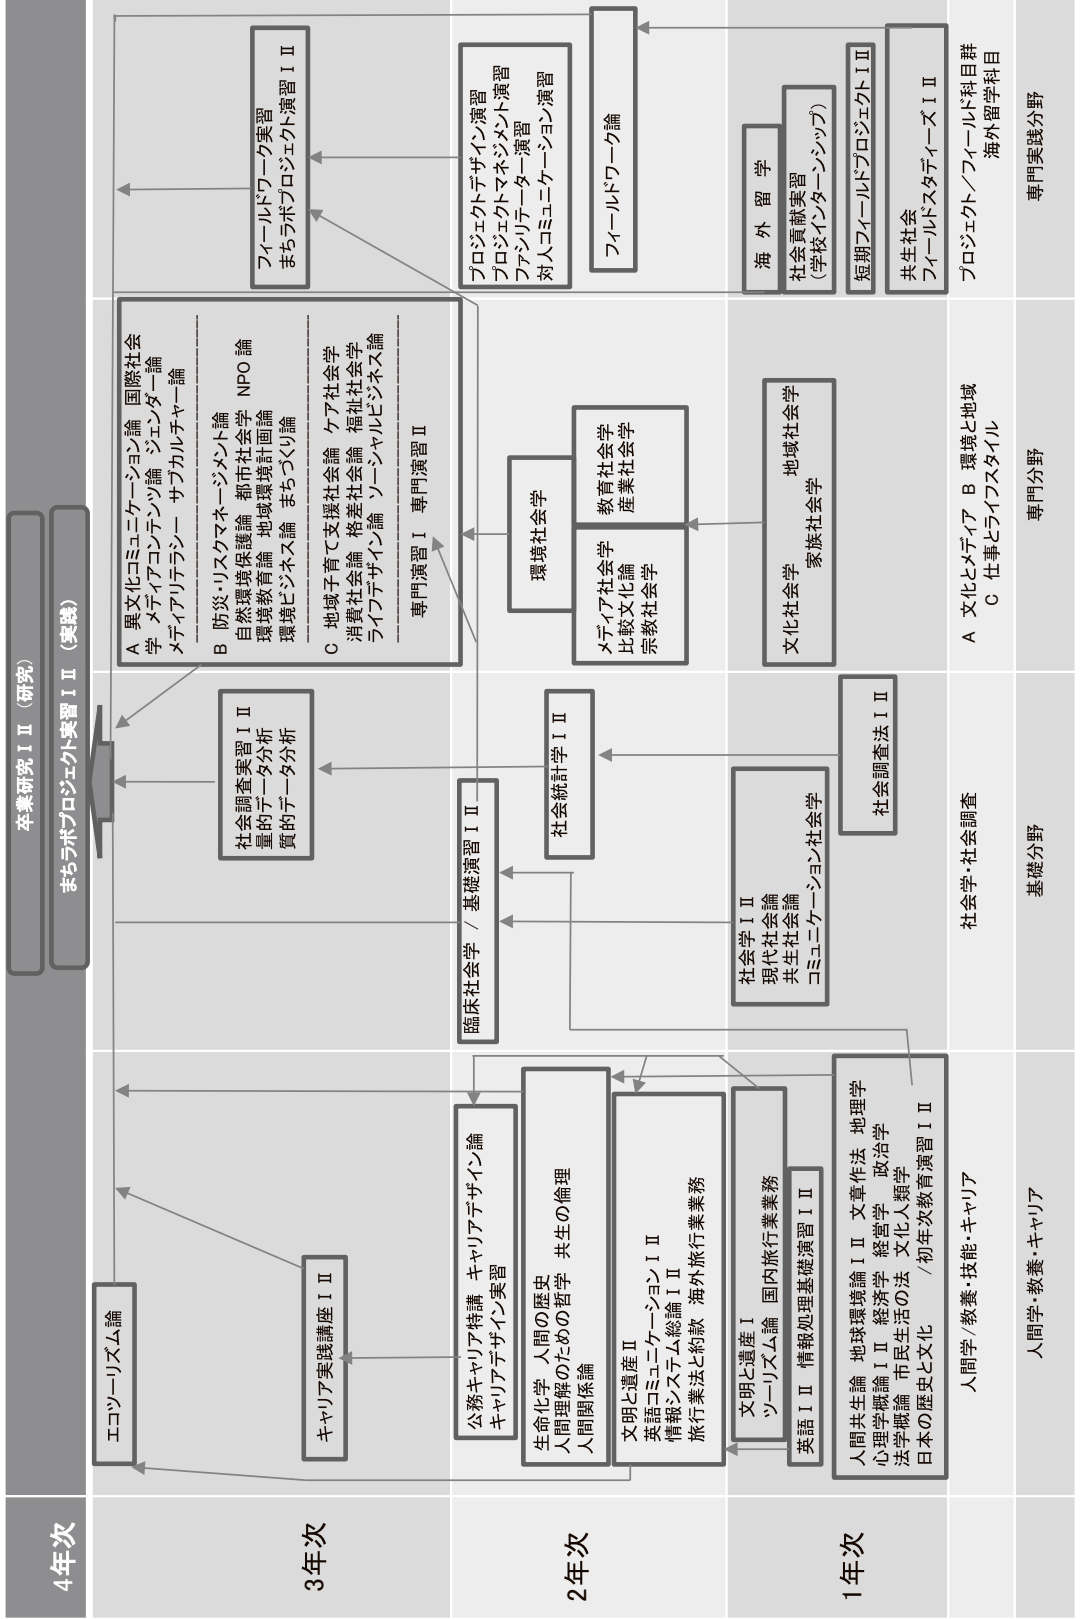 4年次
卒業研究ⅠⅡ（研究）
まちラボプロジェクト実習ⅠⅡ（実践）
3年次
エコツーリズム論
キャリア実践講座ⅠⅡ
社会調査実習ⅠⅡ
量的データ分析
質的データ分析
A 異文化コミュニケーション論 国際社会
学 メディアコンテンツ論 ジェンダー論
メディアリテラシー サブカルチャー論
B 防災・リスクマネージメント論
自然環境保護論 都市社会学 NPO論
環境教育論 地域環境計画論
環境ビジネス論 まちづくり論
C 地域子育て支援社会論 ケア社会学
消費社会論 格差社会論 福祉社会学
ライフデザイン論 ソーシャルビジネス論
専門演習Ⅰ 専門演習Ⅱ
フィールドワーク実習
まちラボプロジェクト演習ⅠⅡ
2年次
公務キャリア特講 キャリアデザイン論
キャリアデザイン実習
生命化学 人間の歴史
人間理解のための哲学 共生の倫理
人間関係論
文明と遺産Ⅱ
英語コミュニケーションⅠⅡ
情報システム総論ⅠⅡ
旅行業法と約款 海外旅行業業務
臨床社会学 / 基礎演習ⅠⅡ
社会統計学ⅠⅡ
環境社会学
メディア社会学
比較文化論
宗教社会学
教育社会学
産業社会学
プロジェクトデザイン演習
プロジェクトマネジメント演習
ファシリテーター演習
対人コミュニケーション演習
フィールドワーク論
1年次
文明と遺産Ⅰ
ツーリズム論 国内旅行業業務
英語ⅠⅡ 情報処理基礎演習ⅠⅡ
人間共生論 地球環境論ⅠⅡ 文章作法 地理学
心理学概論ⅠⅡ 経済学 経営学 政治学
法学概論 市民生活の法 文化人類学
日本の歴史と文化 /初年次教育演習ⅠⅡ
社会学ⅠⅡ
現代社会論
共生社会論
コミュニケーション社会学
社会調査法ⅠⅡ
文化社会学 地域社会学
家族社会学
海外留学
社会貢献実習
（学校インターンシップ）
短期フィールドプロジェクトⅠⅡ
共生社会
フィールドスタディーズⅠⅡ
人間学/教養・技能・キャリア
社会学・社会調査
A 文化とメディア B 環境と地域
C 仕事とライフスタイル
プロジェクト／フィールド科目群
海外留学科目
人間学・教養・キャリア
基礎分野
専門分野
専門実践分野